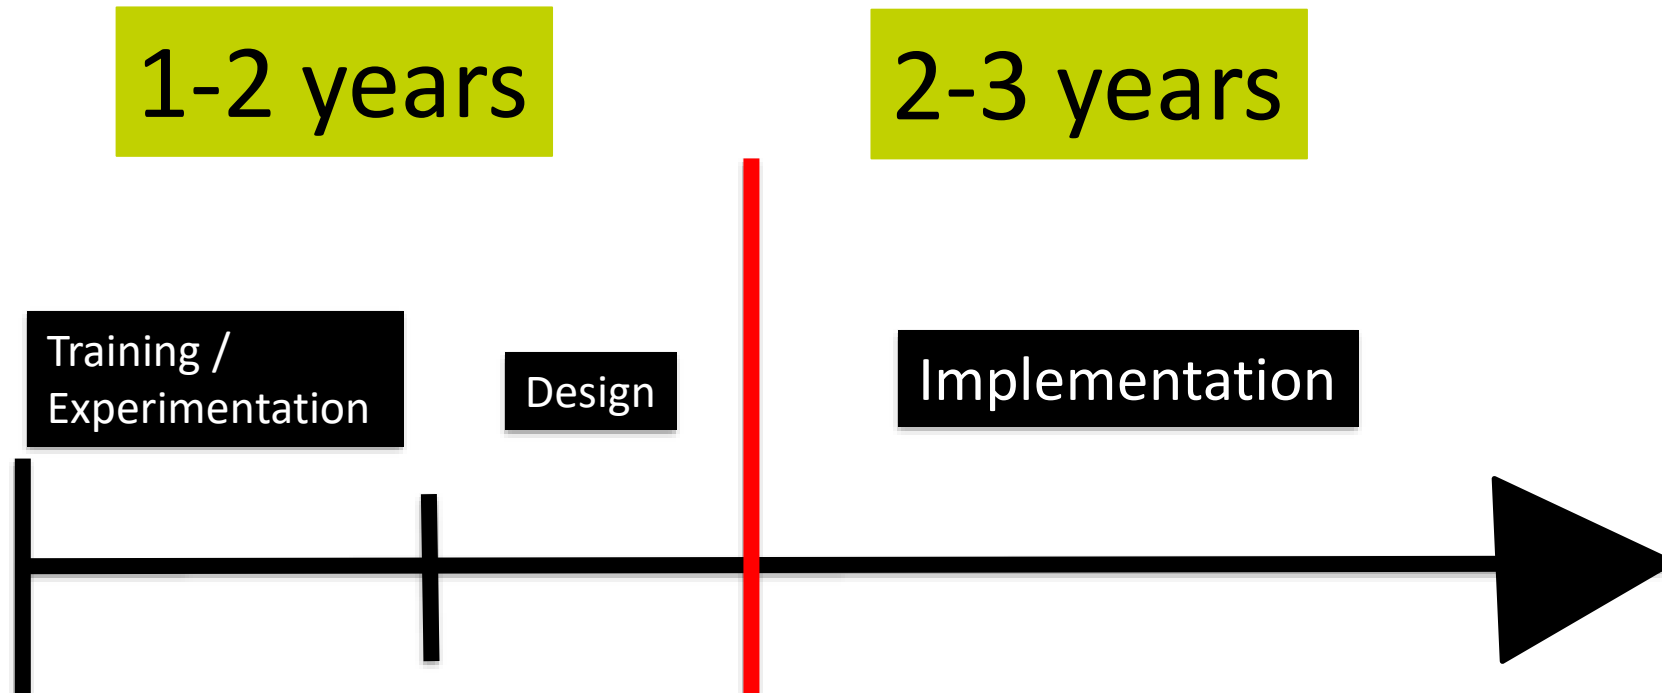 1-2 years
2-3 years
Training /
Experimentation
Design
Implementation